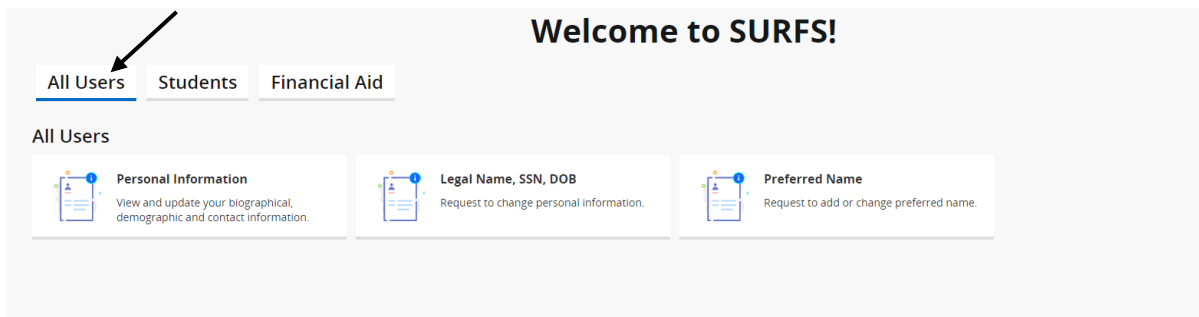 Welcome to SURFS!
All Users
Students
Financial Aid
All Users
Personal Information
View and update your biographical,
demographic and contact information.
Legal Name, SSN, DOB
Request to change personal information.
Preferred Name
Request to add or change preferred name.